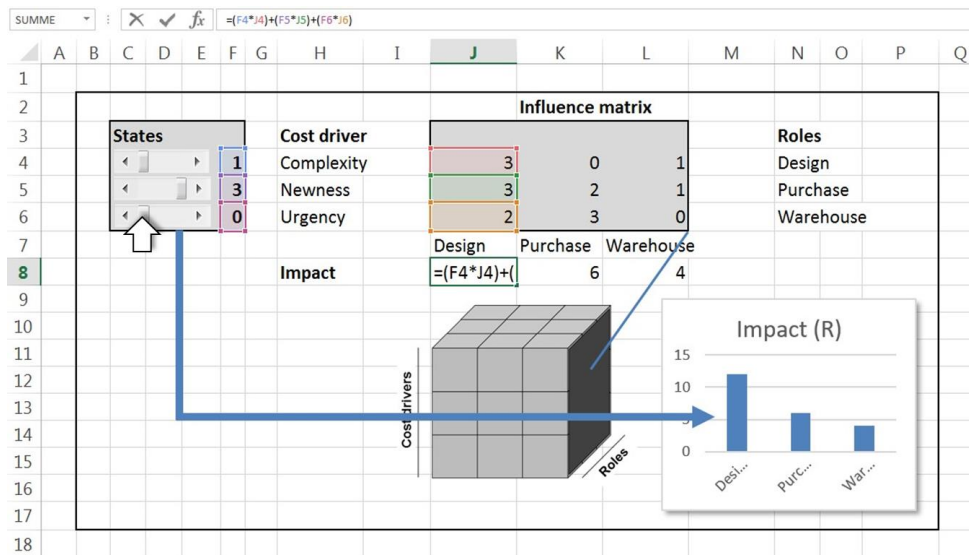 SUMME fx =(F4*J4)+(F5*J5)+(F6*J6)
A B C D E F G H I J K L M N O P Q
1
2 Influence matrix
3 States Cost driver Roles
4 1 Complexity 3 0 1 Design
5 3 Newness 3 2 1 Purchase
6 0 Urgency 2 3 0 Warehouse
7 Design Purchase Warehouse
8 Impact =(F4*J4)+( 6 4
9
10
11
12
13
14
15
16
17
18
Cost drivers
Roles
Impact (R)
15
10
5
0
Desi... Purc... War...